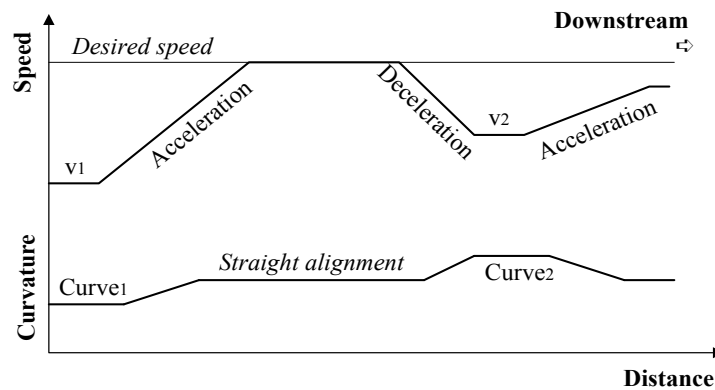 Downstream
Desired speed
Speed
Acceleration
Deceleration
v2
Acceleration
v1
Straight alignment
Curve1
Curve2
Curvature
Distance